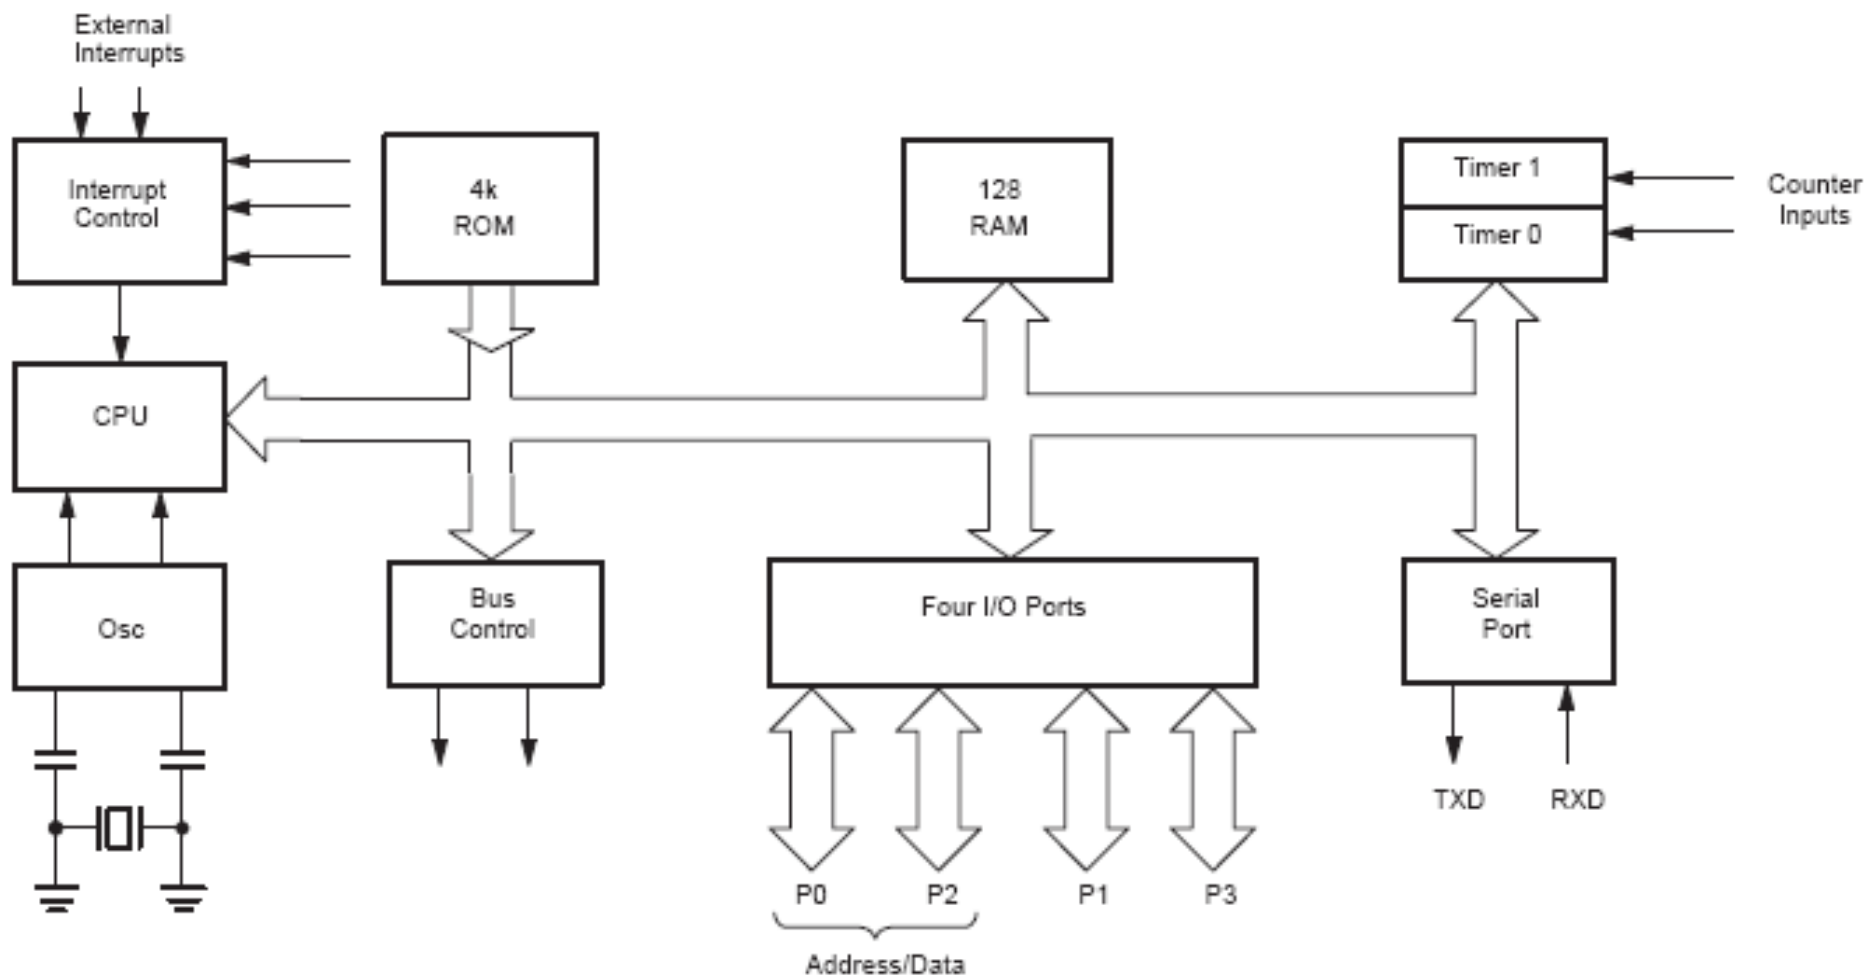 External
Interrupts
Interrupt
Control
4k
ROM
128
RAM
Timer 1
Timer 0
Counter
Inputs
CPU
Osc
Bus
Control
Four I/O Ports
Serial
Port
TXD
RXD
P0
P2
P1
P3
Address/Data